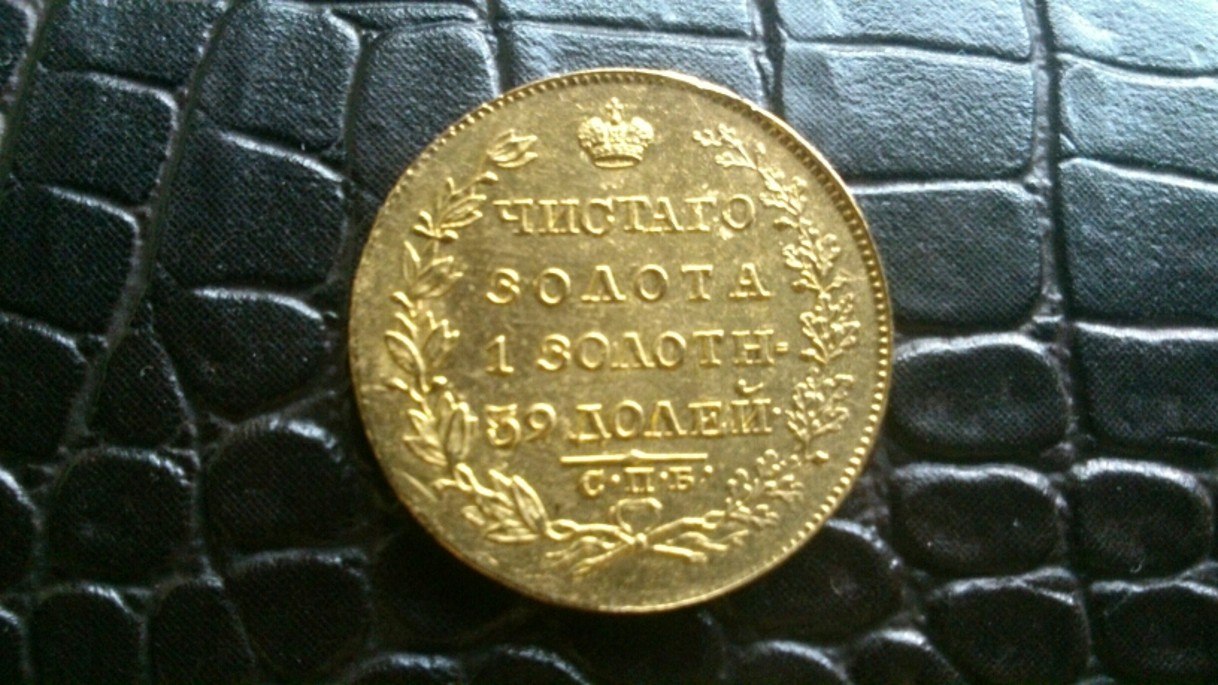 ЧИСТАГО
ЗОЛОТА
1 ЗОЛОТН-
39 ДОЛЕЙ·
С·П·Б·